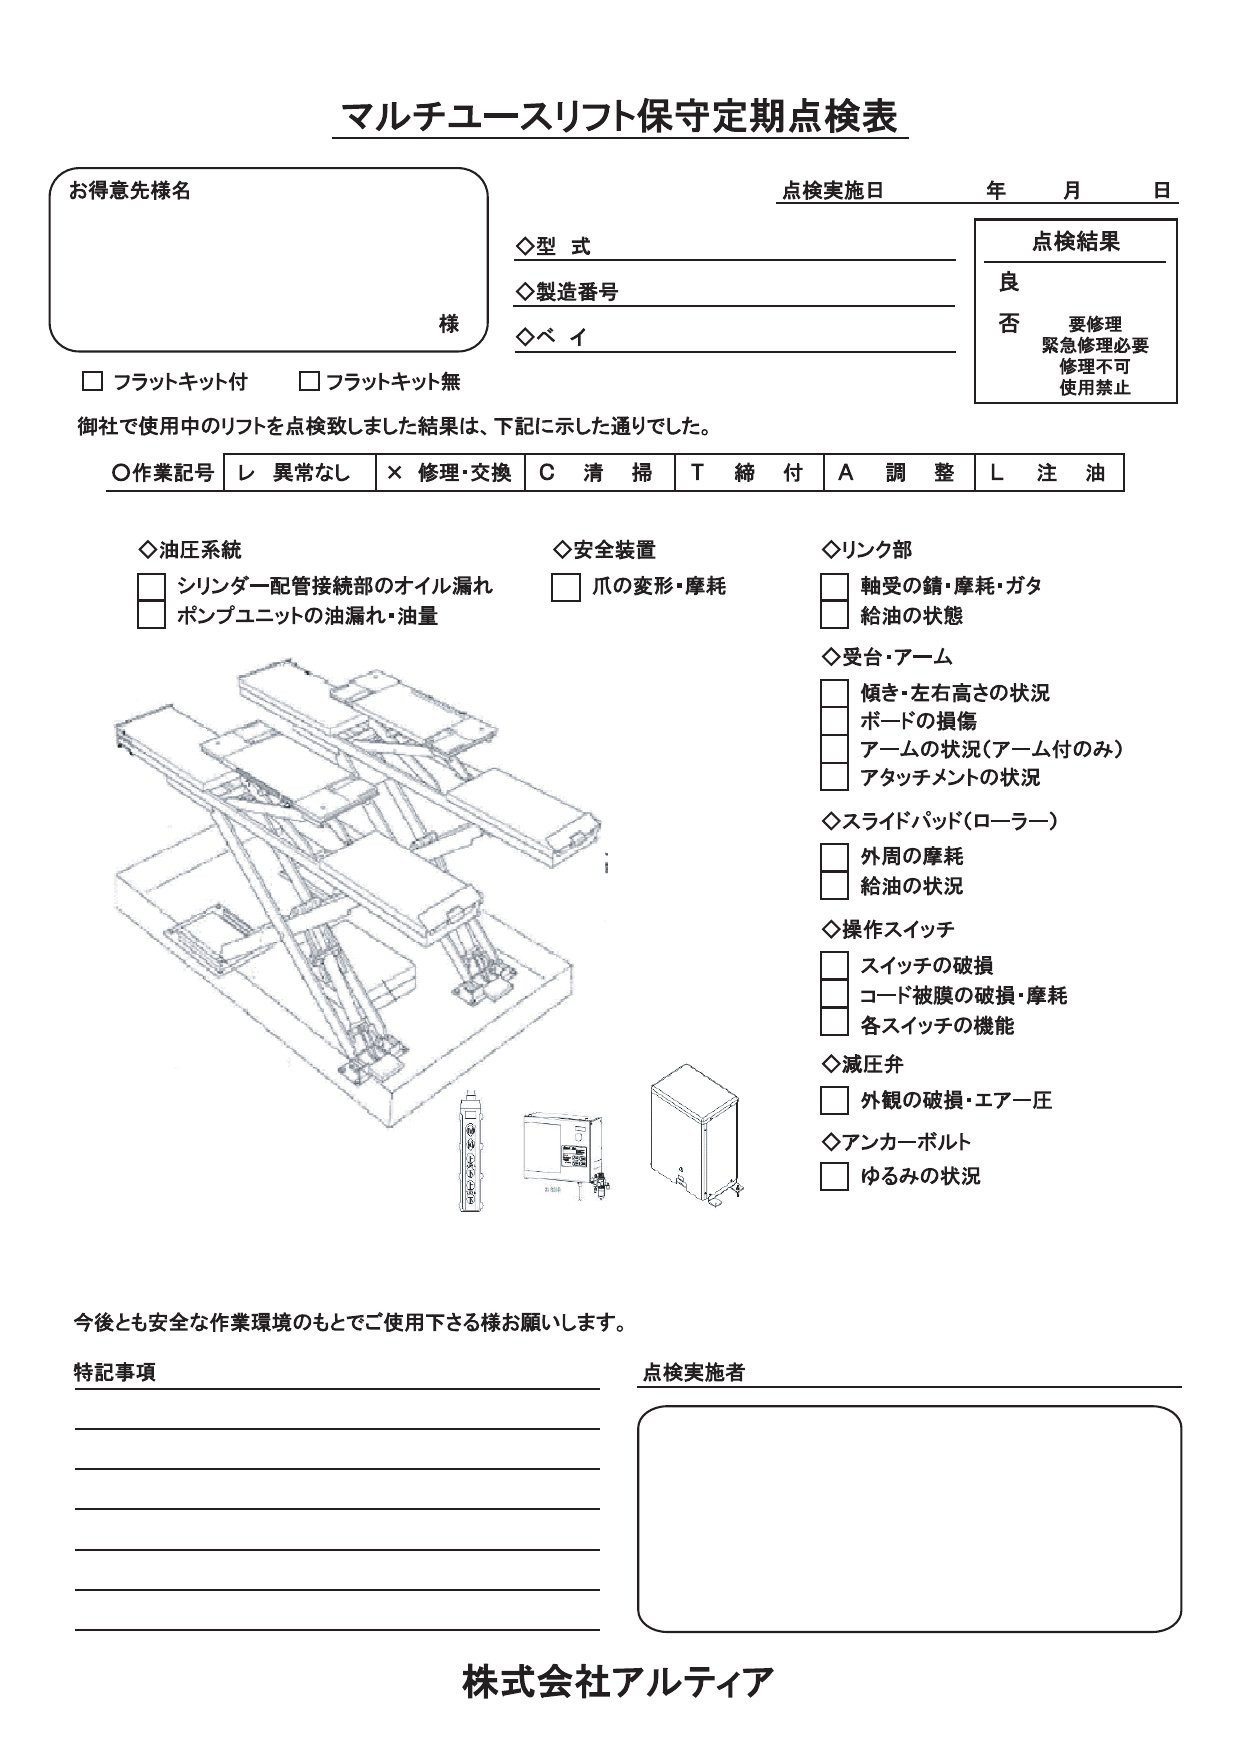 マルチユースリフト保守定期点検表
お得意先様名
様
点検実施日 年 月 日
◇型 式
◇製造番号
◇ベ イ
点検結果
良
否 要修理
緊急修理必要
修理不可
使用禁止
□ フラットキット付 □ フラットキット無
御社で使用中のリフトを点検致しました結果は、下記に示した通りでした。
○作業記号 レ 異常なし × 修理・交換 C 清 掃 T 締 付 A 調 整 L 注 油
◇油圧系統
シリンダー配管接続部のオイル漏れ
ポンプユニットの油漏れ・油量
◇安全装置
爪の変形・摩耗
◇リンク部
軸受の錆・摩耗・ガタ
給油の状態
◇受台・アーム
傾き・左右高さの状況
ボードの損傷
アームの状況(アーム付のみ)
アタッチメントの状況
◇スライドパッド(ローラー)
外周の摩耗
給油の状況
◇操作スイッチ
スイッチの破損
コード被膜の破損・摩耗
各スイッチの機能
◇減圧弁
外観の破損・エアー圧
◇アンカーボルト
ゆるみの状況
今後とも安全な作業環境のもとでご使用下さる様お願いします。
特記事項
点検実施者
株式会社アルティア